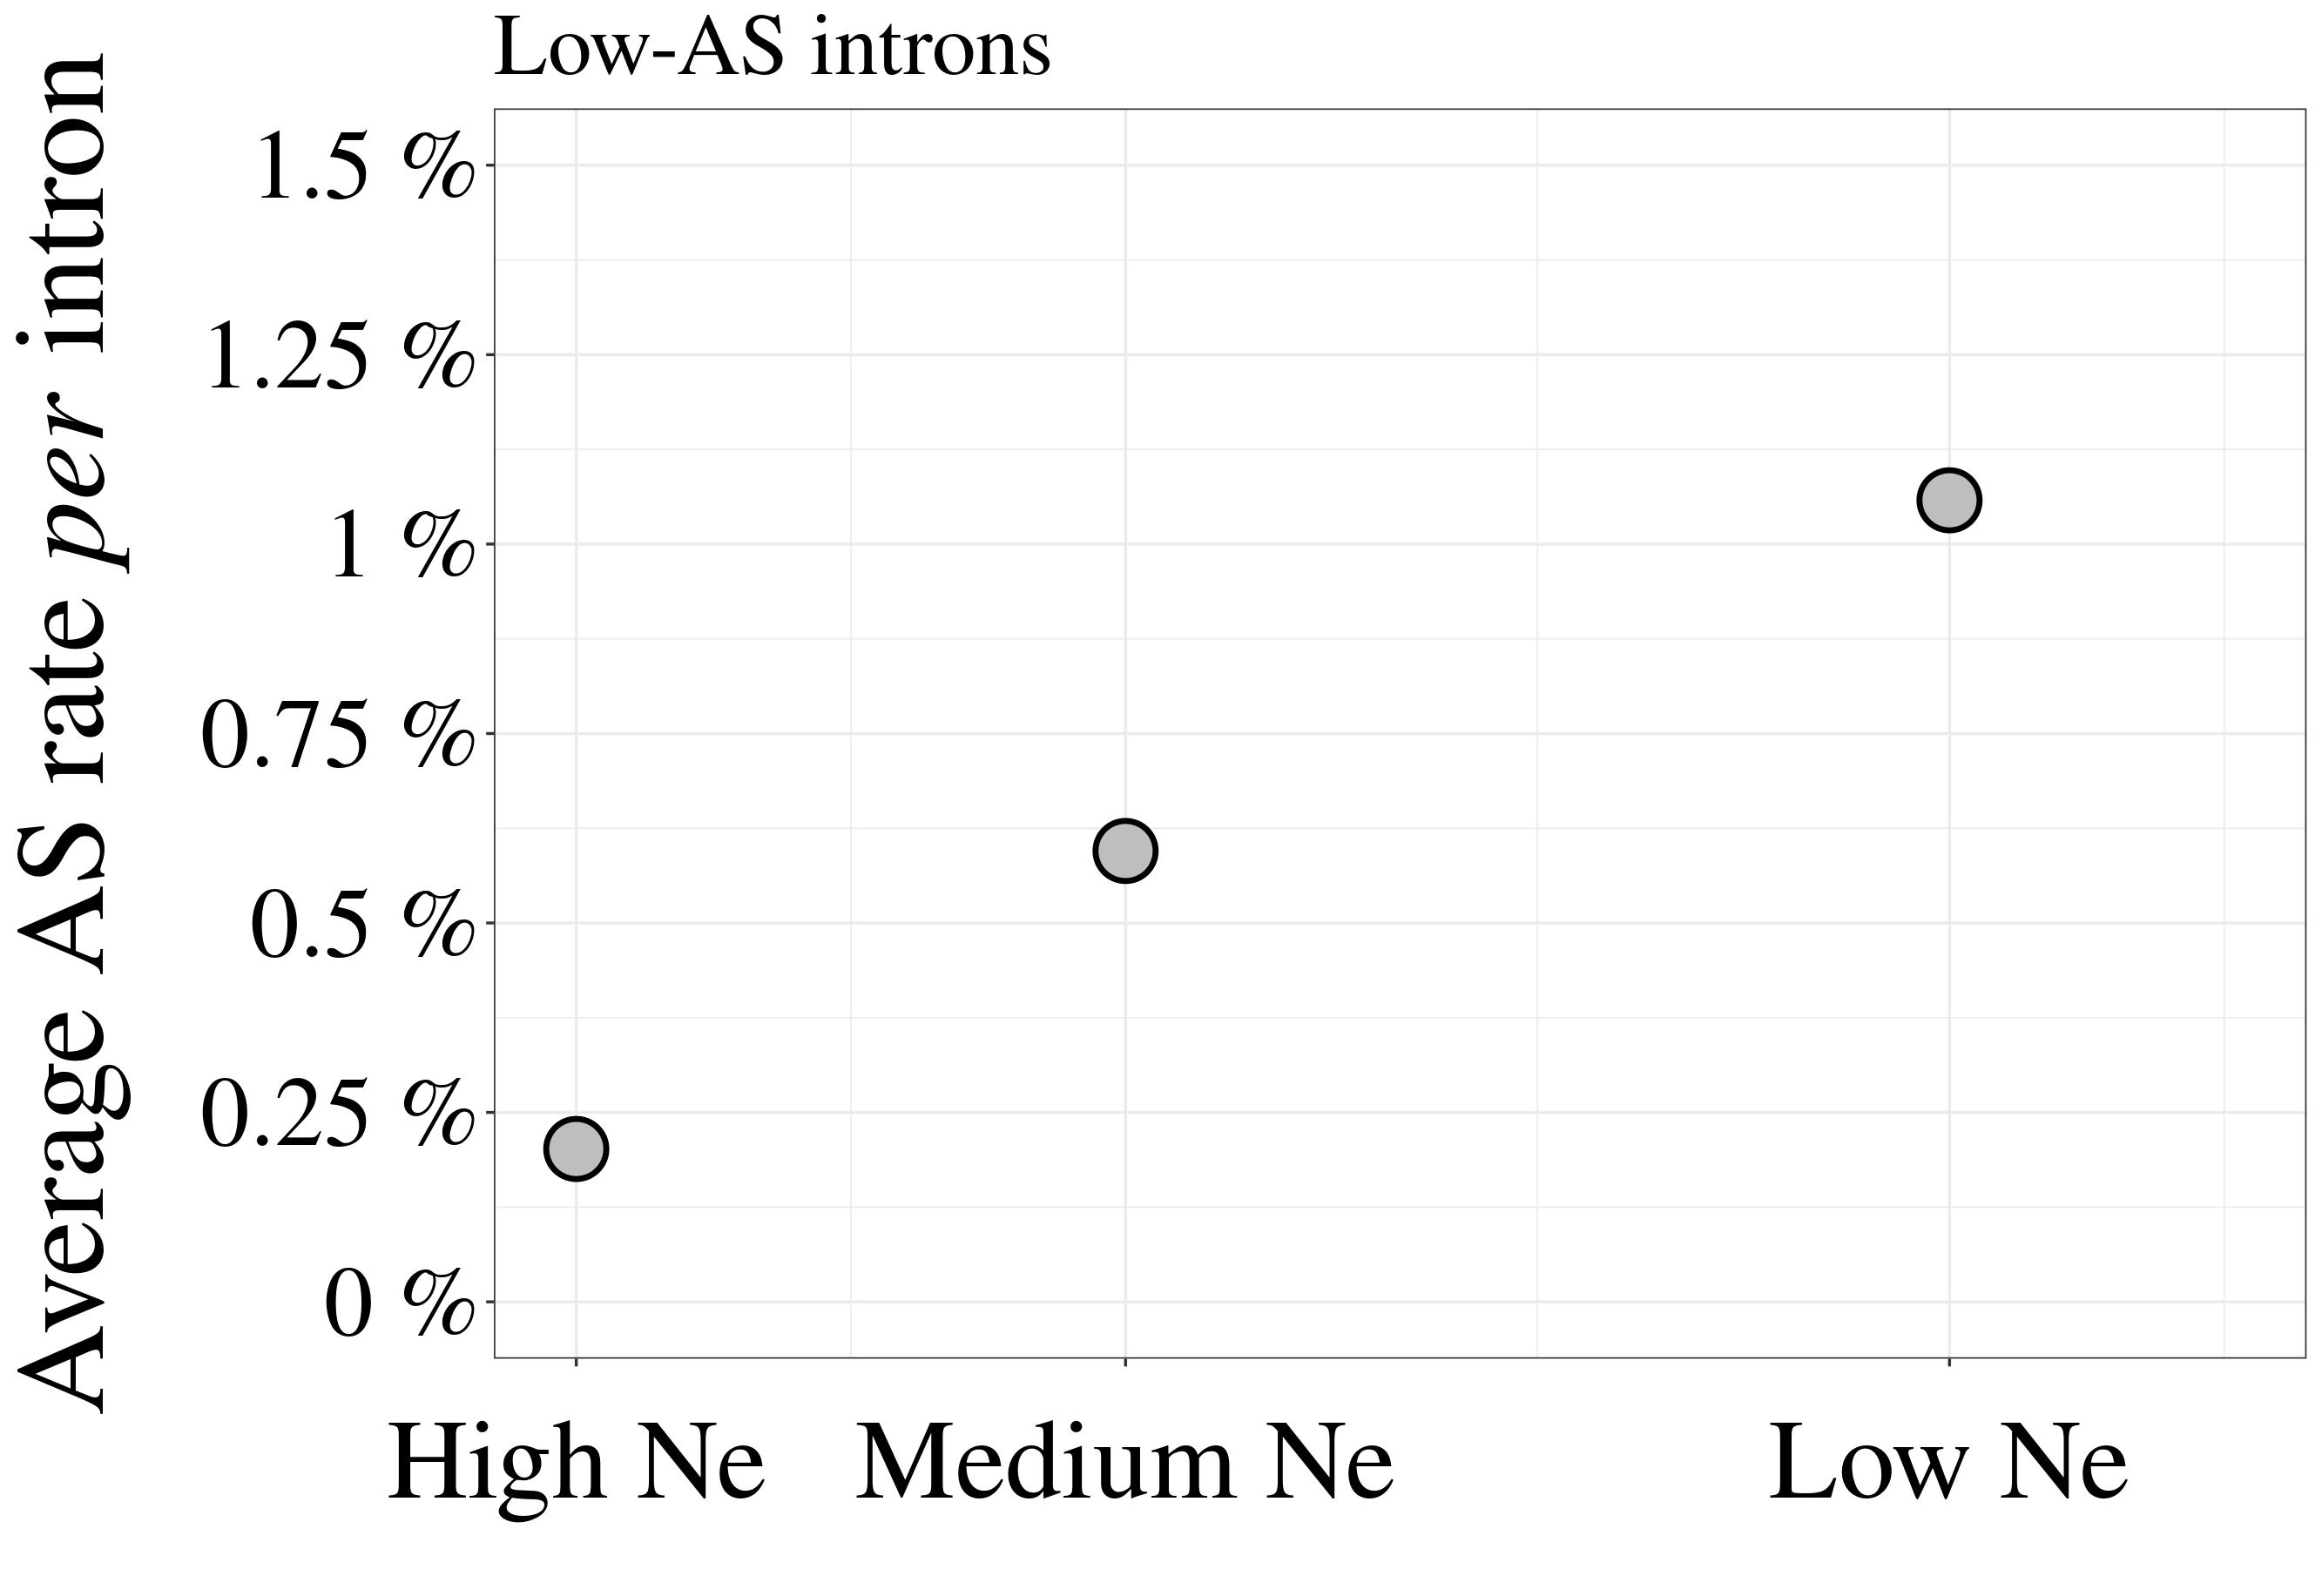 Low-AS introns
Average AS rate per intron
1.5 %
1.25 %
1 %
0.75 %
0.5 %
0.25 %
0 %
High Ne Medium Ne Low Ne